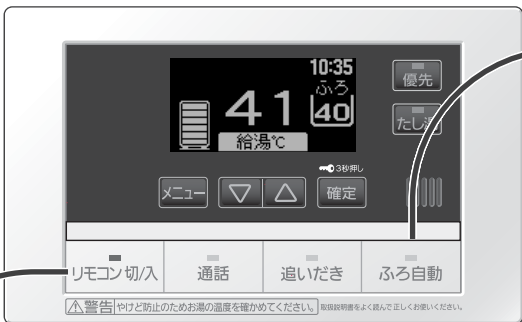 10:35
優先
ふろ
41
40
給湯℃
たし湯
3秒押し
メニュー
確定
リモコン切/入
通話
追いだき
ふろ自動
警告 やけど防止のためお湯の温度を確かめてください。 取扱説明書をよく読んで正しくお使いください。